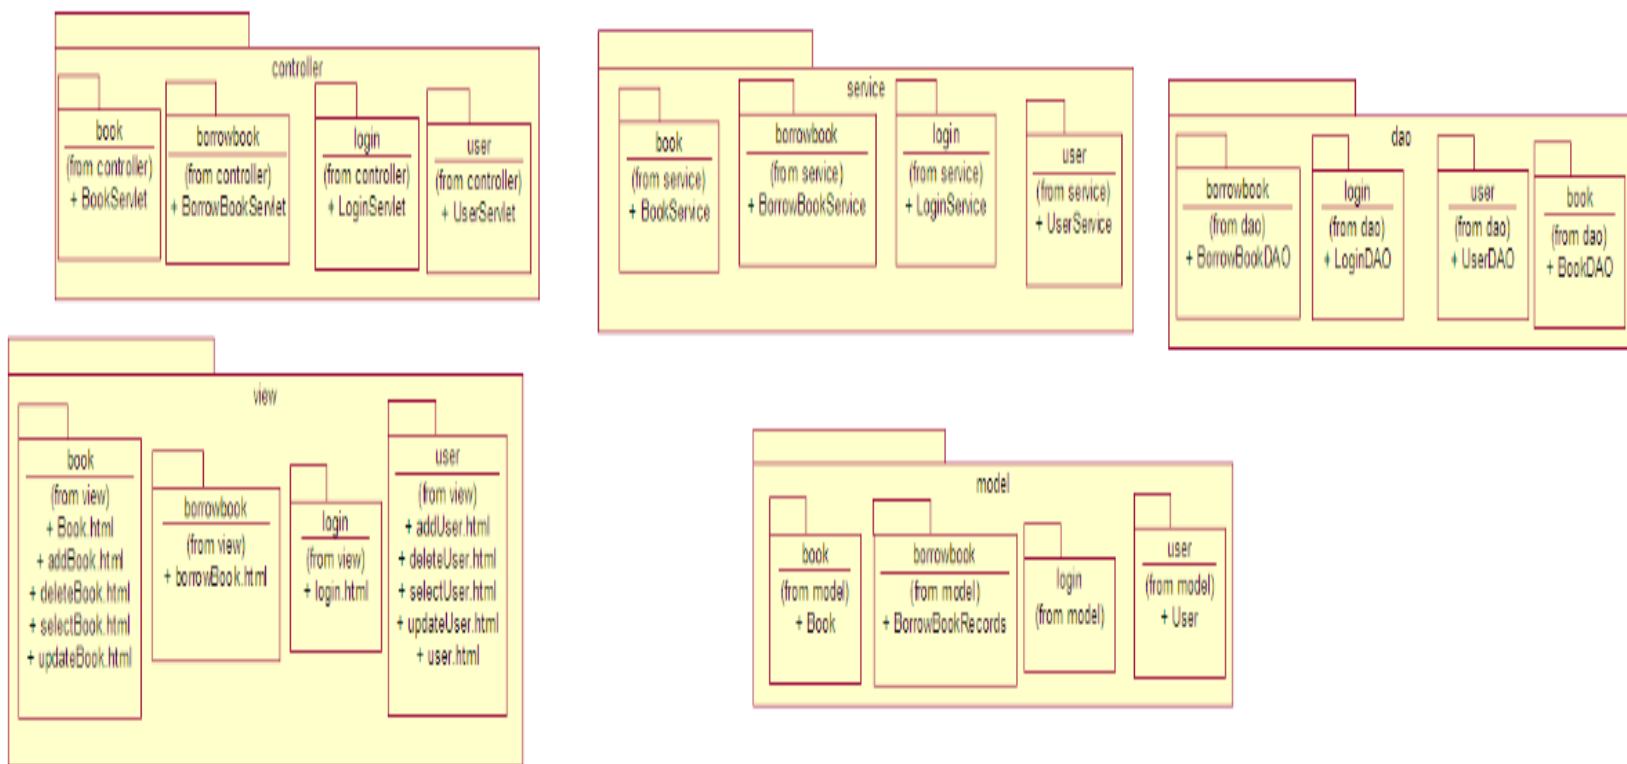 controller
book
(from controller)
+ BookServlet
borrowbook
(from controller)
+ BorrowBookServlet
login
(from controller)
+ LoginServlet
user
(from controller)
+ UserServlet
service
book
(from service)
+ BookService
borrowbook
(from service)
+ BorrowBookService
login
(from service)
+ LoginService
user
(from service)
+ UserService
dao
borrowbook
(from dao)
+ BorrowBookDAO
login
(from dao)
+ LoginDAO
user
(from dao)
+ UserDAO
book
(from dao)
+ BookDAO
view
book
(from view)
+ Book.html
+ addBook.html
+ deleteBook.html
+ selectBook.html
+ updateBook.html
borrowbook
(from view)
+ borrowBook.html
login
(from view)
+ login.html
user
(from view)
+ addUser.html
+ deleteUser.html
+ selectUser.html
+ updateUser.html
+ user.html
model
book
(from model)
+ Book
borrowbook
(from model)
+ BorrowBookRecords
login
(from model)
user
(from model)
+ User